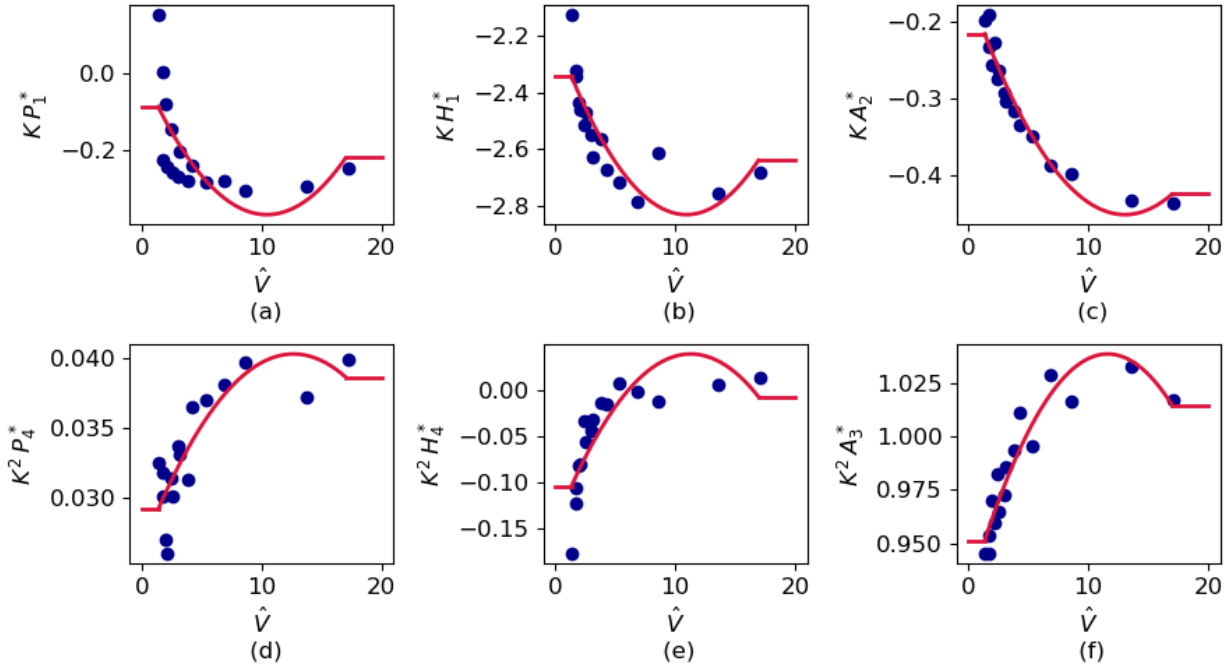 0.0
−0.2
K P₁*
0 10 20
V̂
(a)
−2.2
−2.4
−2.6
−2.8
K H₁*
0 10 20
V̂
(b)
−0.2
−0.3
−0.4
K A₂*
0 10 20
V̂
(c)
0.040
0.035
0.030
K² P₄*
0 10 20
V̂
(d)
0.00
−0.05
−0.10
−0.15
K² H₄*
0 10 20
V̂
(e)
1.025
1.000
0.975
0.950
K² A₃*
0 10 20
V̂
(f)